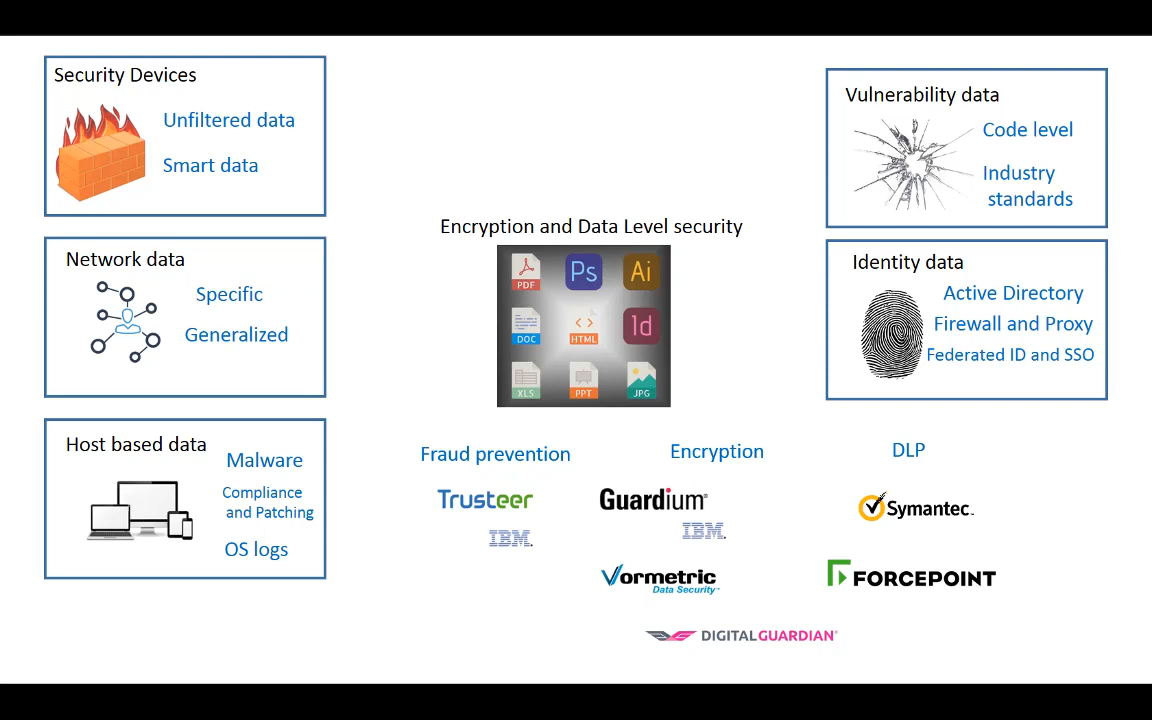 Security Devices
Unfiltered data
Smart data
Network data
Specific
Generalized
Host based data
Malware
Compliance
and Patching
OS logs
Encryption and Data Level security
PDF
Ps
Ai
DOC
HTML
Id
XLS
PPT
JPG
Fraud prevention
Trusteer
IBM.
Encryption
Guardium®
IBM.
Vormetric
Data Security™
DLP
Symantec™
FORCEPOINT
DIGITALGUARDIAN®
Vulnerability data
Code level
Industry
standards
Identity data
Active Directory
Firewall and Proxy
Federated ID and SSO